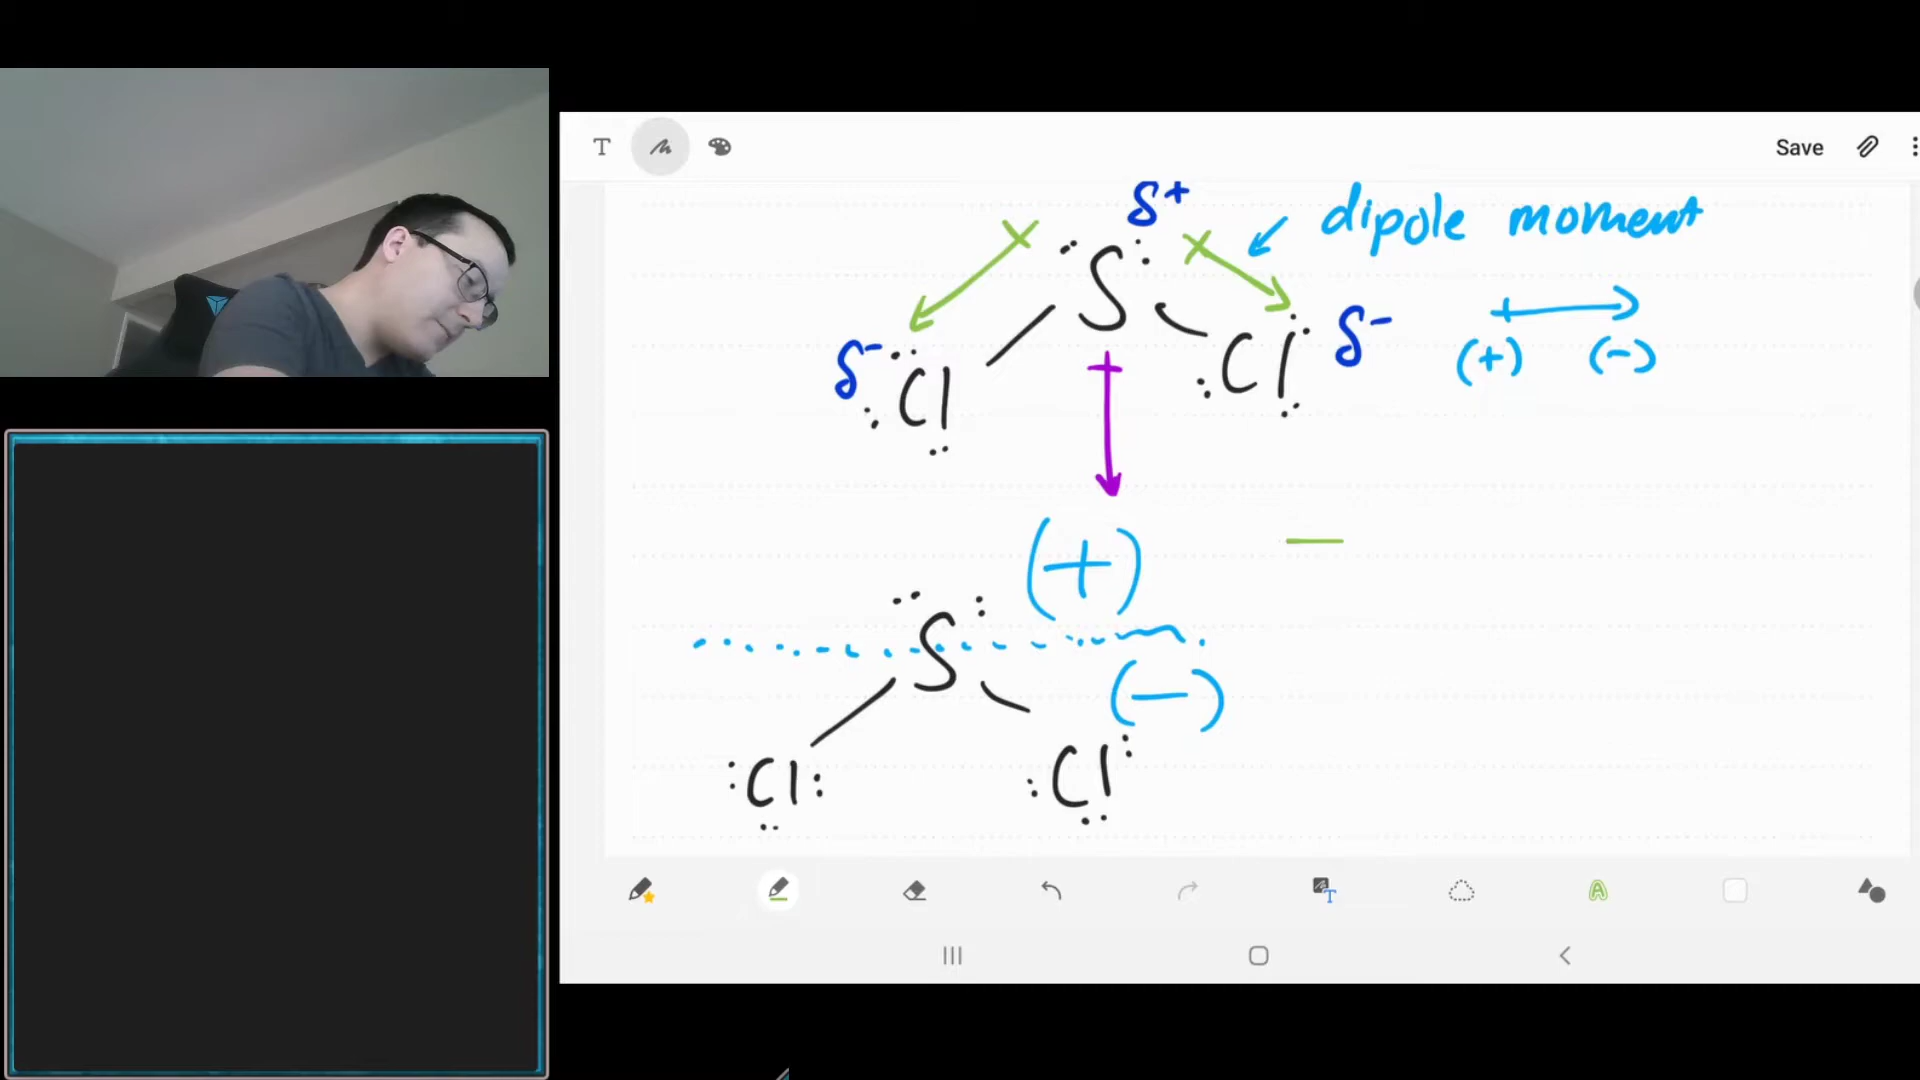 T
Save
δ+
dipole moment
S
δ-
δ-
Cl
Cl
(+) (-)
(+)
S
(-)
Cl
Cl
T
A